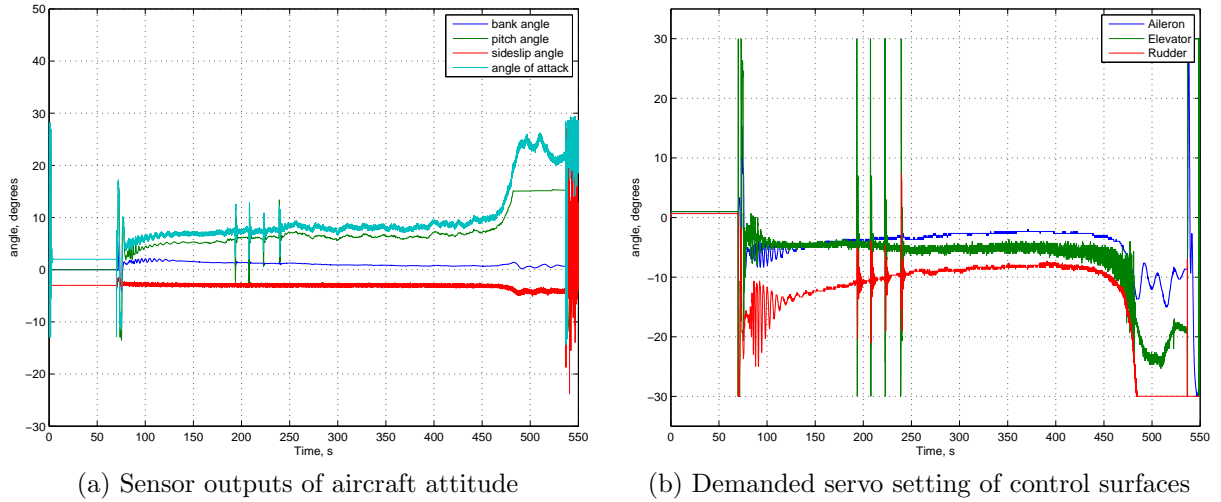 50
40
30
20
10
0
−10
−20
−30
0 50 100 150 200 250 300 350 400 450 500 550
angle, degrees
Time, s
bank angle
pitch angle
sideslip angle
angle of attack
(a) Sensor outputs of aircraft attitude
30
20
10
0
−10
−20
−30
0 50 100 150 200 250 300 350 400 450 500 550
angle, degrees
Time, s
Aileron
Elevator
Rudder
(b) Demanded servo setting of control surfaces